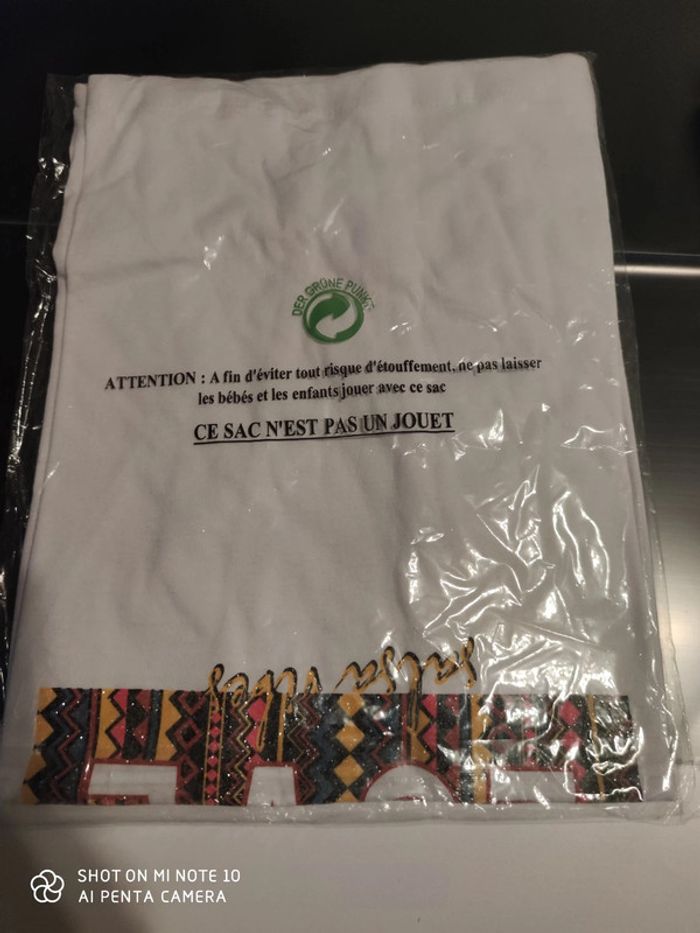 DER GRÜNE PUNKT
ATTENTION : A fin d'éviter tout risque d'étouffement, ne pas laisser
les bébés et les enfants jouer avec ce sac
CE SAC N'EST PAS UN JOUET
SHOT ON MI NOTE 10
AI PENTA CAMERA